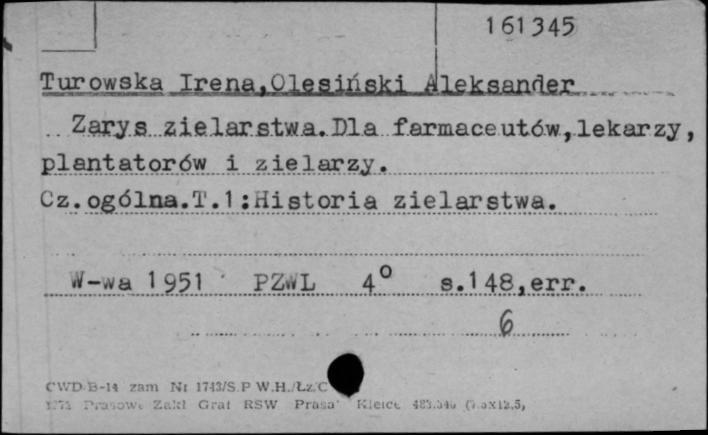 161345
Turowska Irena,Olesiński Aleksander
Zarys zielarstwa.Dla farmaceutów,lekarzy,
plantatorów i zielarzy.
Cz.ogólna.T.1:Historia zielarstwa.
W-wa 1951 PZWL 4° s.148,err.
6
CWD B-14 zam Nr 1743/S P W.H./Łz.C
Prasowe Zakł Graf RSW "Prasa" Kielce